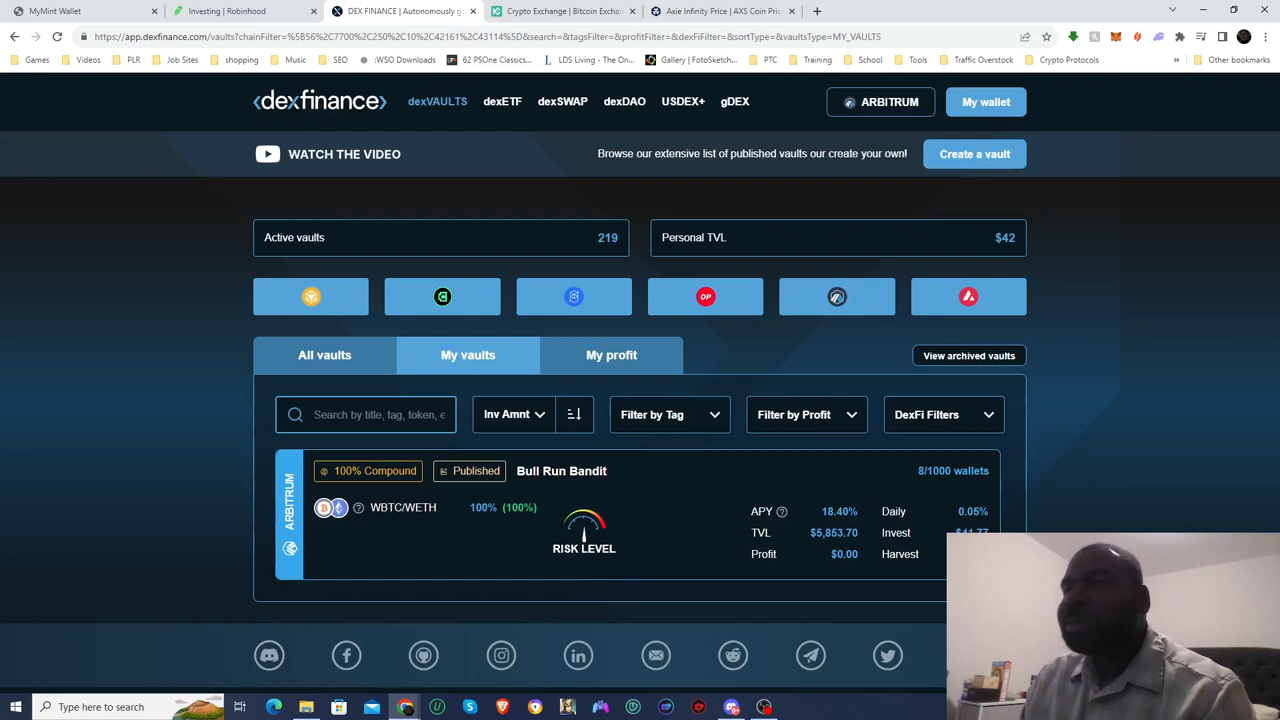 MyMint Wallet
Investing | Robinhood
DEX FINANCE | Autonomously g
Crypto Exchange | Bitcoin Exchan
Axie Infinity Price | AXS Coin Pric
https://app.dexfinance.com/vaults?chainFilter=%5B56%2C7700%2C250%2C10%2C42161%2C43114%5D&search=&tagsFilter=&profitFilter=&dexFiFilter=&sortType=&vaultsType=MY_VAULTS
Games Videos PLR Job Sites shopping Music SEO :WSO Downloads 62 PSOne Classics... LDS Living - The On... Gallery | FotoSketch... PTC Training School Tools Traffic Overstock Crypto Protocols » Other bookmarks
dexfinance dexVAULTS dexETF dexSWAP dexDAO USDEX+ gDEX ARBITRUM My wallet
WATCH THE VIDEO Browse our extensive list of published vaults our create your own! Create a vault
Active vaults 219 Personal TVL $42
OP
All vaults My vaults My profit View archived vaults
Search by title, tag, token, e Inv Amnt Filter by Tag Filter by Profit DexFi Filters
ARBITRUM
100% Compound Published Bull Run Bandit 8/1000 wallets
WBTC/WETH 100% (100%)
RISK LEVEL
APY 18.40% Daily 0.05%
TVL $5,853.70 Invest $41.77
Profit $0.00 Harvest
Type here to search